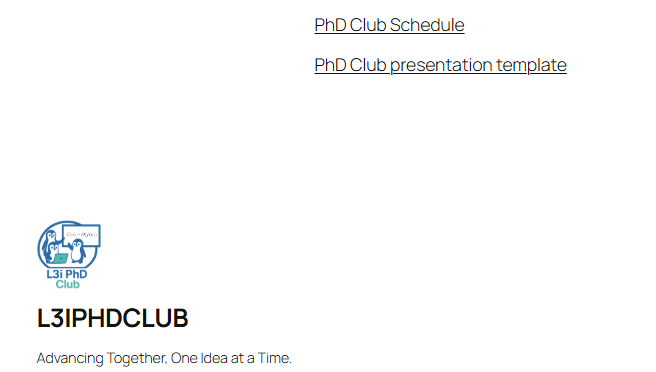 PhD Club Schedule
PhD Club presentation template
L3i PhD
Club
L3IPHDCLUB
Advancing Together, One Idea at a Time.